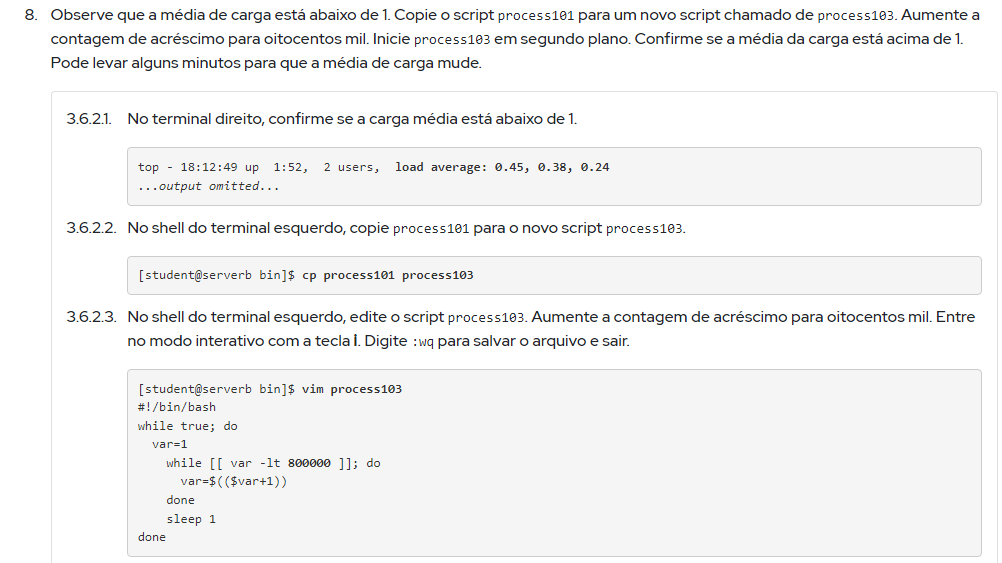 8. Observe que a média de carga está abaixo de 1. Copie o script process101 para um novo script chamado de process103. Aumente a
contagem de acréscimo para oitocentos mil. Inicie process103 em segundo plano. Confirme se a média da carga está acima de 1.
Pode levar alguns minutos para que a média de carga mude.
3.6.2.1. No terminal direito, confirme se a carga média está abaixo de 1.
top - 18:12:49 up  1:52,  2 users,  load average: 0.45, 0.38, 0.24
...output omitted...
3.6.2.2. No shell do terminal esquerdo, copie process101 para o novo script process103.
[student@serverb bin]$ cp process101 process103
3.6.2.3. No shell do terminal esquerdo, edite o script process103. Aumente a contagem de acréscimo para oitocentos mil. Entre
no modo interativo com a tecla i. Digite :wq para salvar o arquivo e sair.
[student@serverb bin]$ vim process103
#!/bin/bash
while true; do
  var=1
    while [[ var -lt 800000 ]]; do
      var=$(($var+1))
    done
    sleep 1
done